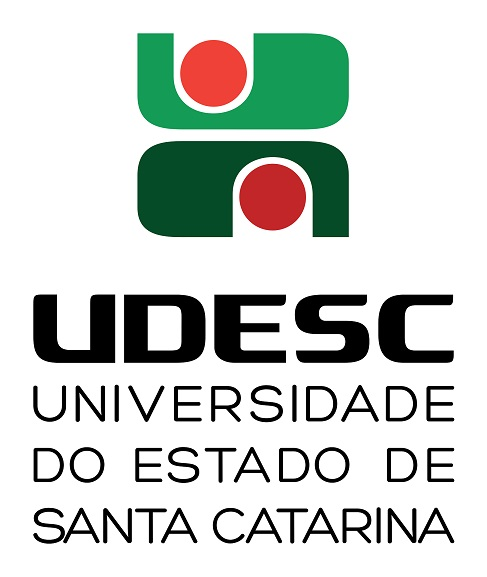 UDESC
UNIVERSIDADE
DO ESTADO DE
SANTA CATARINA